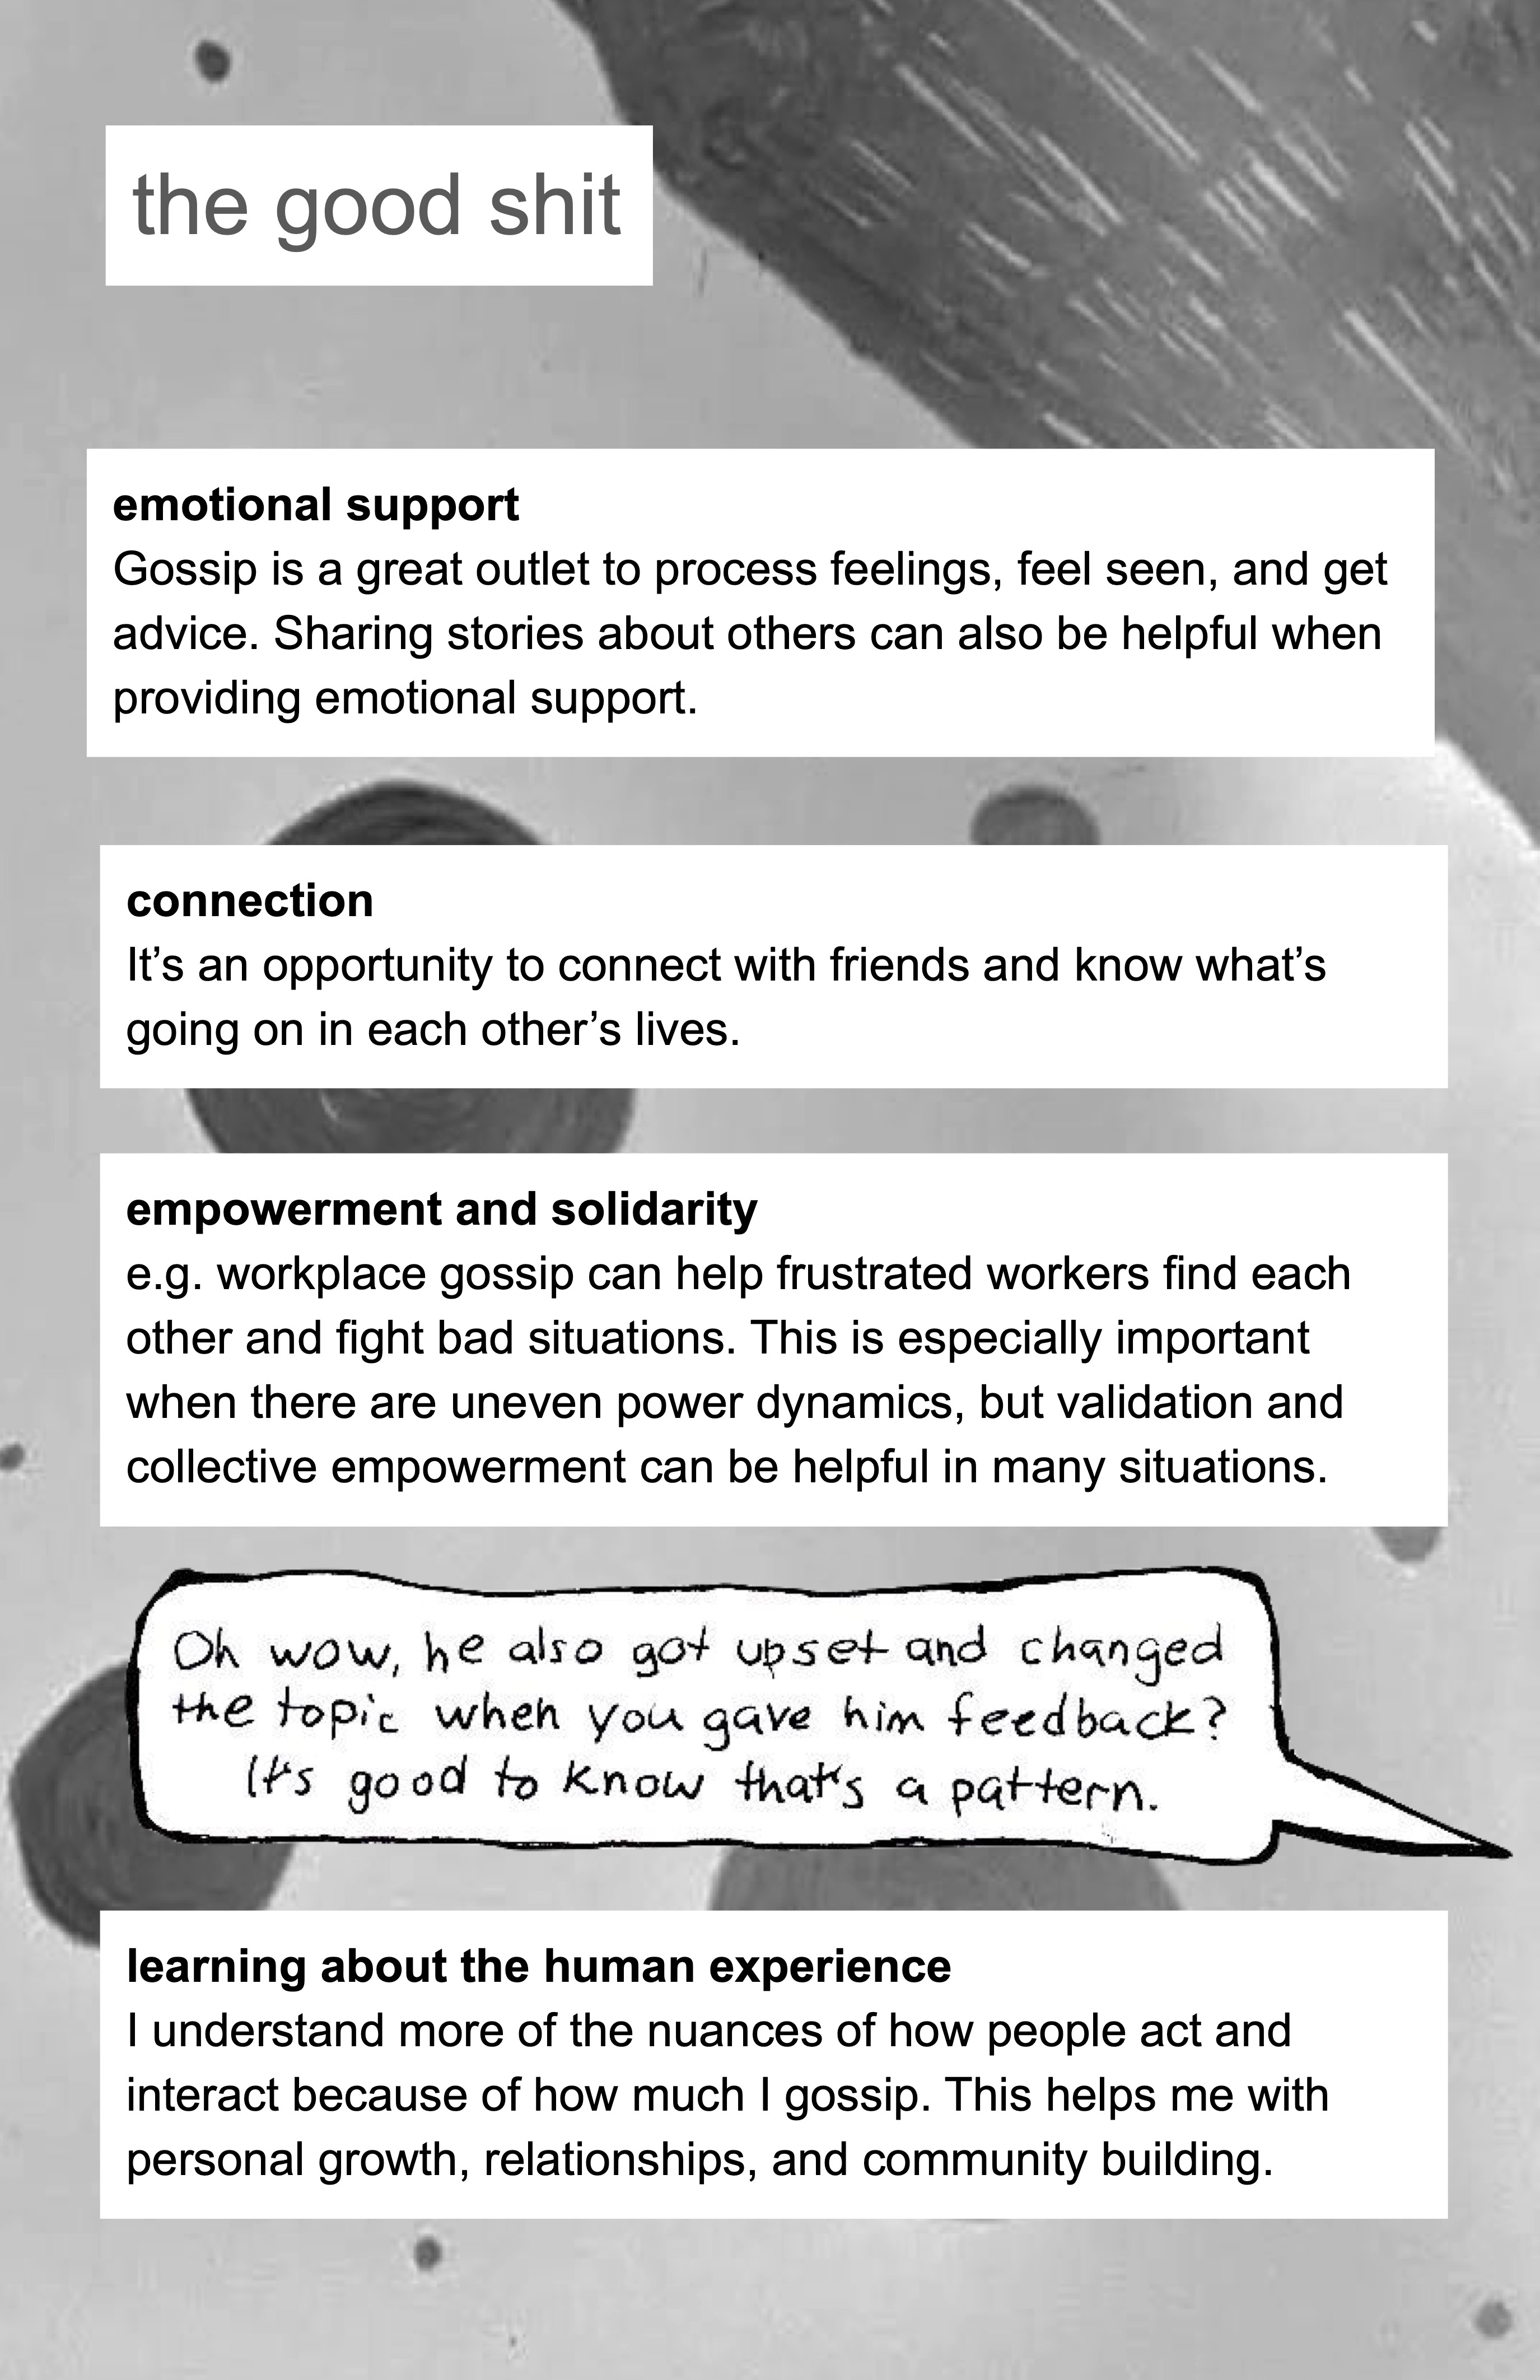 the good shit
emotional support
Gossip is a great outlet to process feelings, feel seen, and get
advice. Sharing stories about others can also be helpful when
providing emotional support.
connection
It’s an opportunity to connect with friends and know what’s
going on in each other’s lives.
empowerment and solidarity
e.g. workplace gossip can help frustrated workers find each
other and fight bad situations. This is especially important
when there are uneven power dynamics, but validation and
collective empowerment can be helpful in many situations.
Oh wow, he also got upset and changed
the topic when you gave him feedback?
It's good to know that's a pattern.
learning about the human experience
I understand more of the nuances of how people act and
interact because of how much I gossip. This helps me with
personal growth, relationships, and community building.